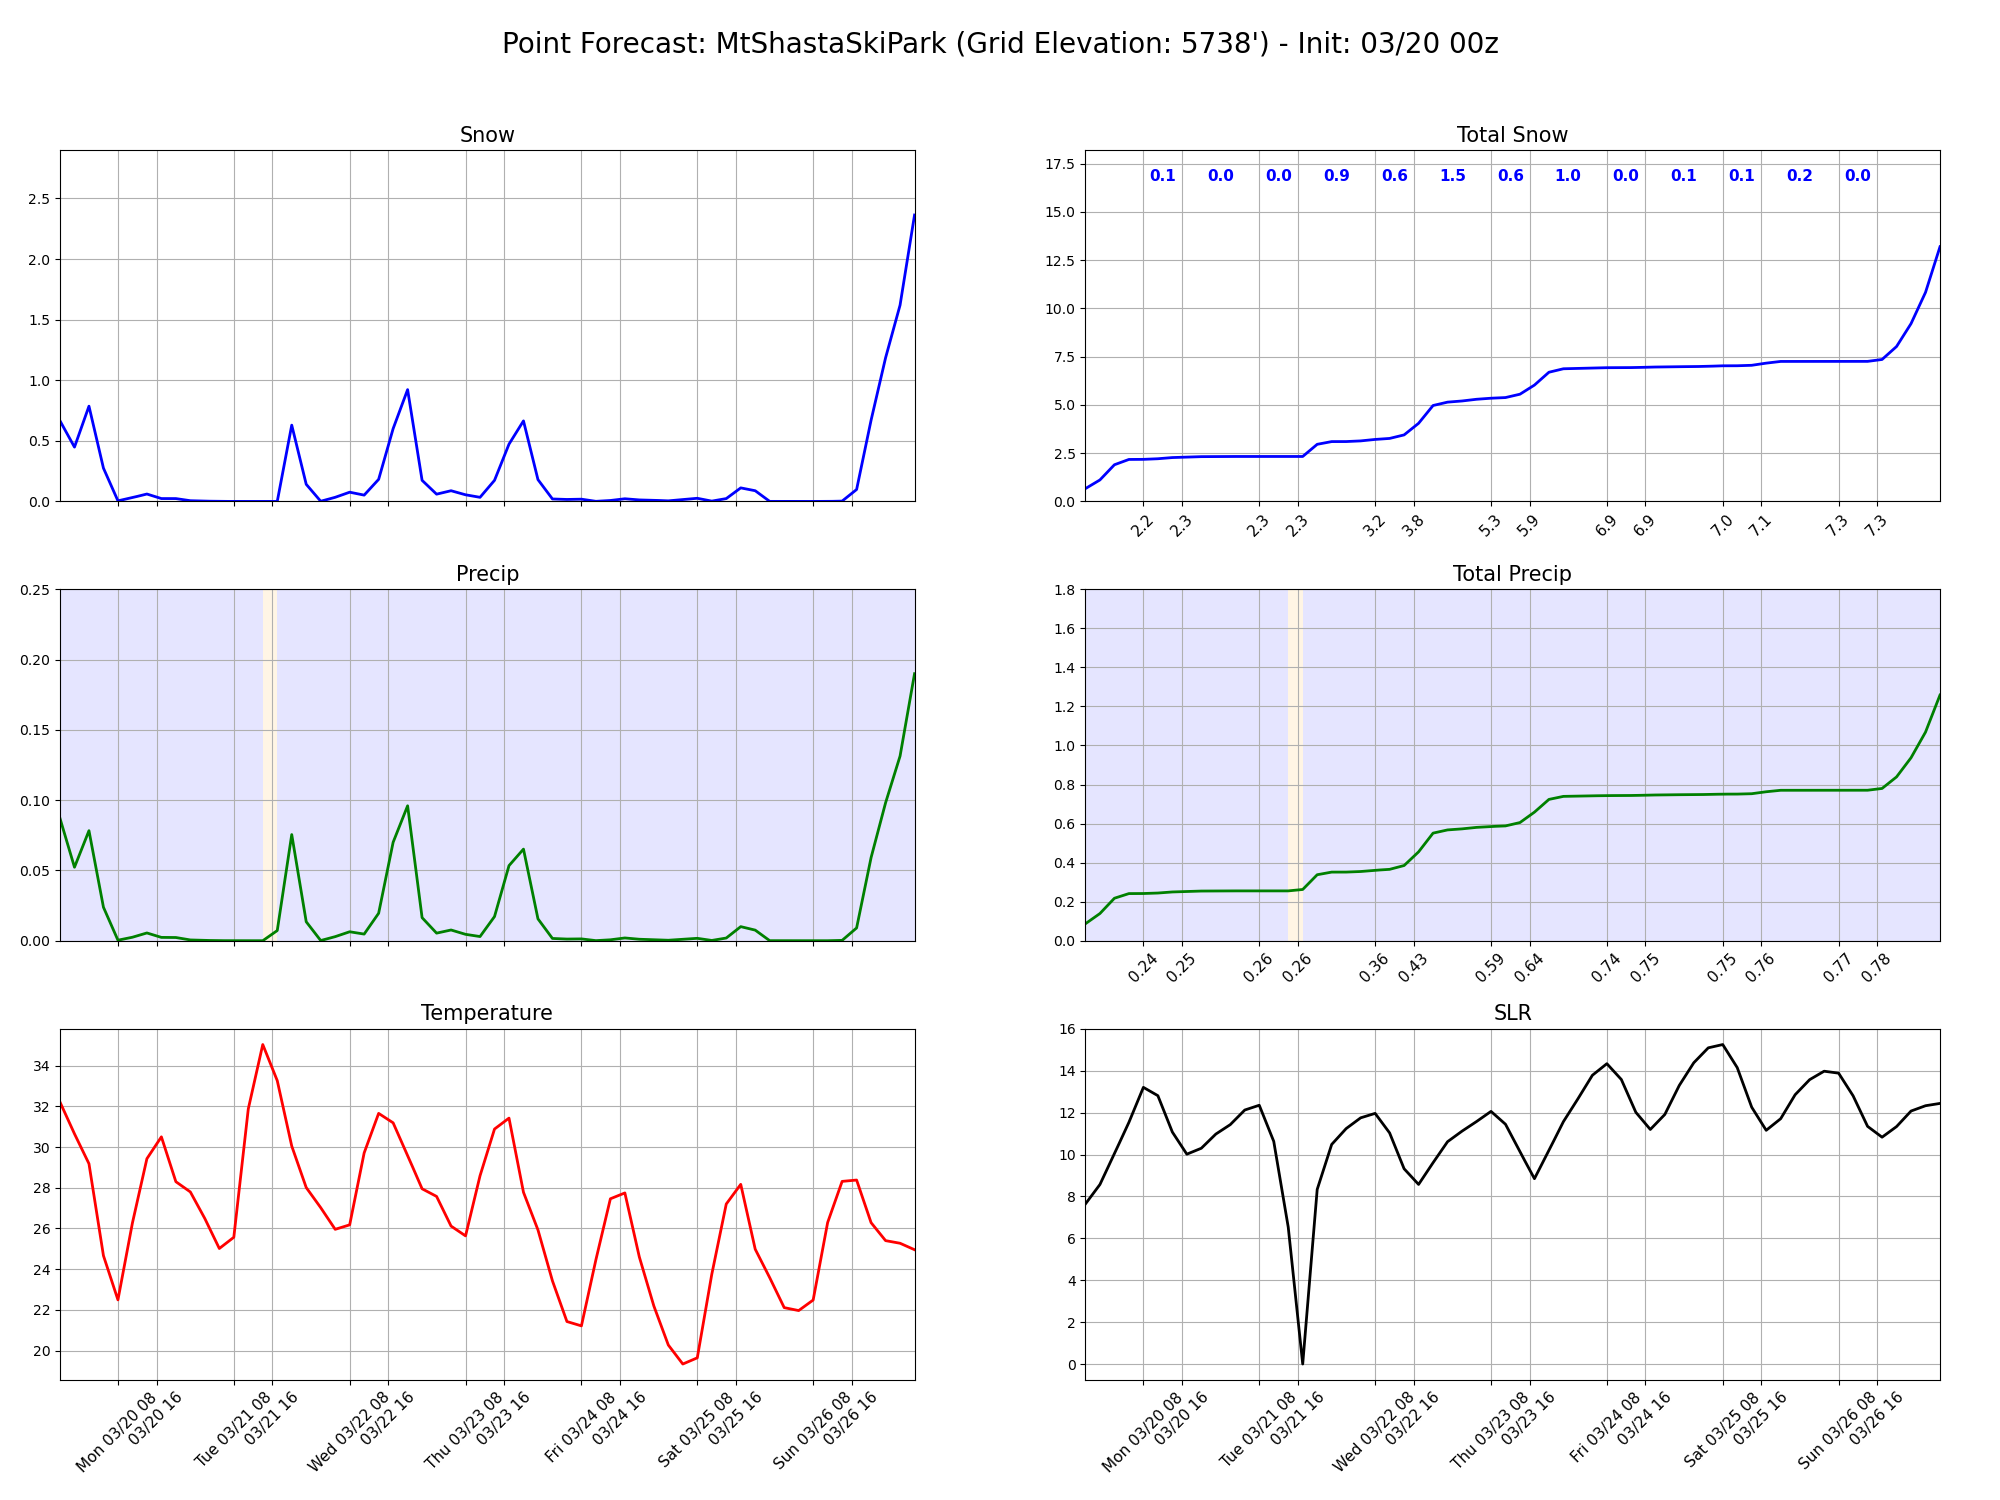 Point Forecast: MtShastaSkiPark (Grid Elevation: 5738') - Init: 03/20 00z
Snow
2.5
2.0
1.5
1.0
0.5
0.0
Total Snow
17.5
15.0
12.5
10.0
7.5
5.0
2.5
0.0
0.1 0.0 0.0 0.9 0.6 1.5 0.6 1.0 0.0 0.1 0.1 0.2 0.0
2.2 2.3 2.3 2.3 3.2 3.8 5.3 5.9 6.9 6.9 7.0 7.1 7.3 7.3
Precip
0.25
0.20
0.15
0.10
0.05
0.00
Total Precip
1.8
1.6
1.4
1.2
1.0
0.8
0.6
0.4
0.2
0.0
0.24 0.25 0.26 0.26 0.36 0.43 0.59 0.64 0.74 0.75 0.75 0.76 0.77 0.78
Temperature
34
32
30
28
26
24
22
20
Mon 03/20 08
03/20 16
Tue 03/21 08
03/21 16
Wed 03/22 08
03/22 16
Thu 03/23 08
03/23 16
Fri 03/24 08
03/24 16
Sat 03/25 08
03/25 16
Sun 03/26 08
03/26 16
SLR
16
14
12
10
8
6
4
2
0
Mon 03/20 08
03/20 16
Tue 03/21 08
03/21 16
Wed 03/22 08
03/22 16
Thu 03/23 08
03/23 16
Fri 03/24 08
03/24 16
Sat 03/25 08
03/25 16
Sun 03/26 08
03/26 16